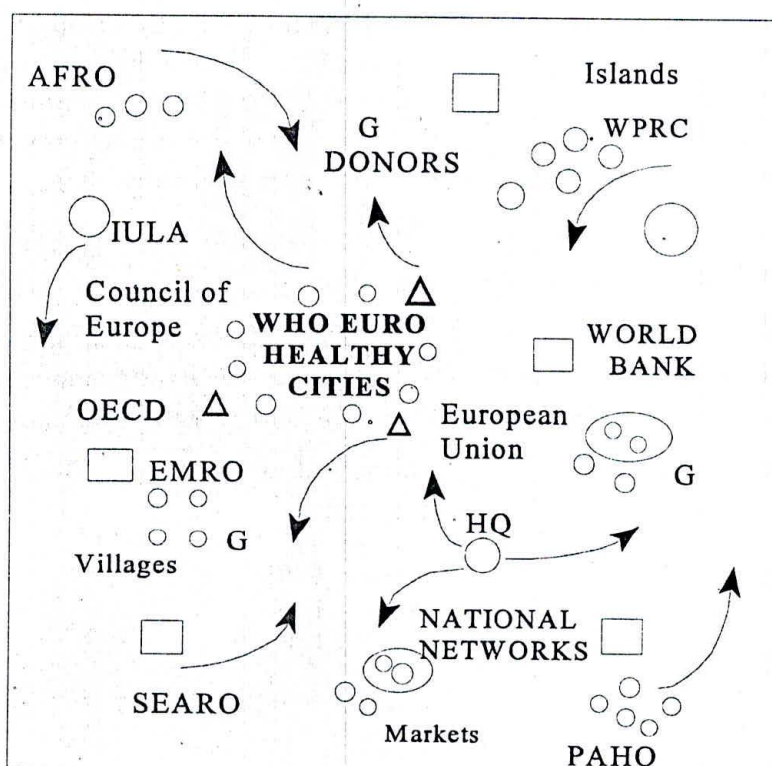 AFRO
Islands
WPRC
G
DONORS
IULA
Council of
Europe
WHO EURO
HEALTHY
CITIES
WORLD
BANK
OECD
European
Union
EMRO
G
G
HQ
Villages
NATIONAL
NETWORKS
SEARO
Markets
PAHO